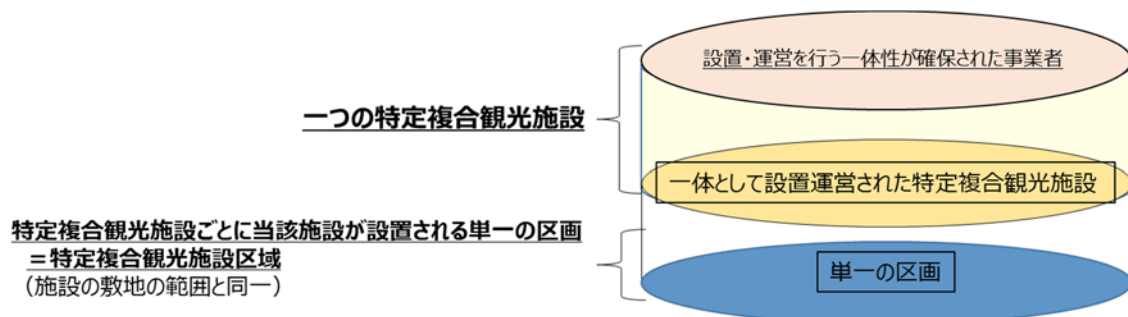 設置・運営を行う一体性が確保された事業者
一つの特定複合観光施設
一体として設置運営された特定複合観光施設
特定複合観光施設ごとに当該施設が設置される単一の区画
＝特定複合観光施設区域
（施設の敷地の範囲と同一）
単一の区画